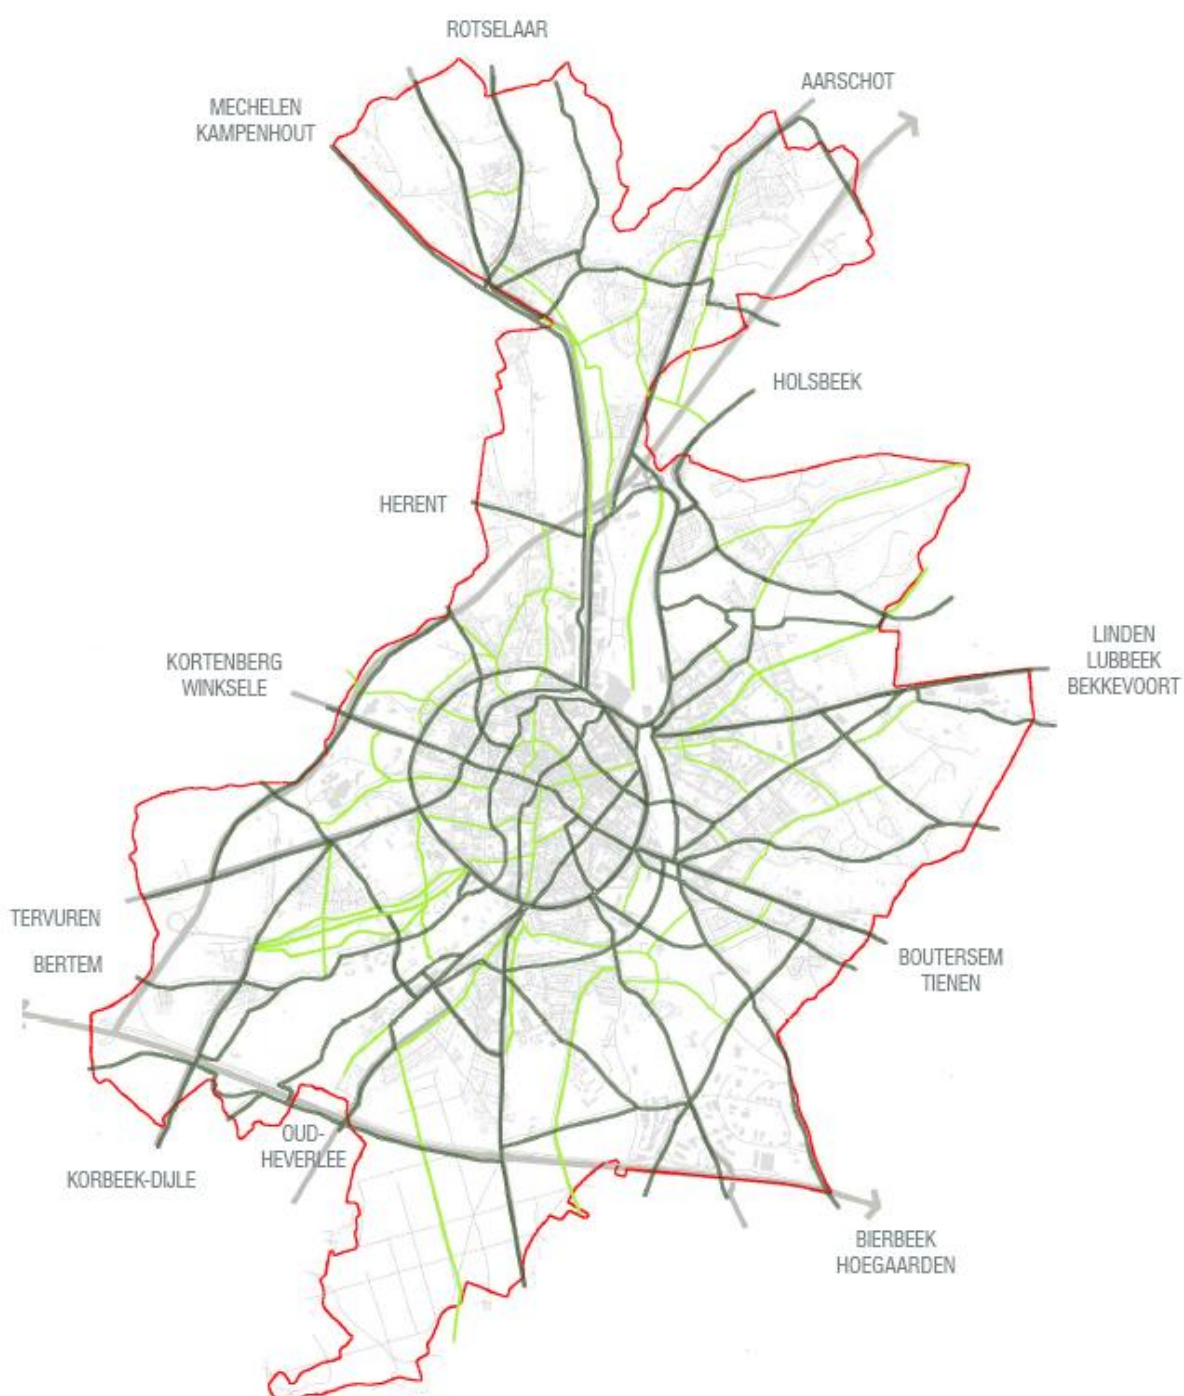 ROTSELAAR
AARSCHOT
MECHELEN
KAMPENHOUT
HOLSBEEK
HERENT
LINDEN
LUBBEEK
BEKKEVOORT
KORTENBERG
WINKSELE
TERVUREN
BERTEM
BOUTERSEM
TIENEN
OUD-
HEVERLEE
KORBEEK-DIJLE
BIERBEEK
HOEGAARDEN